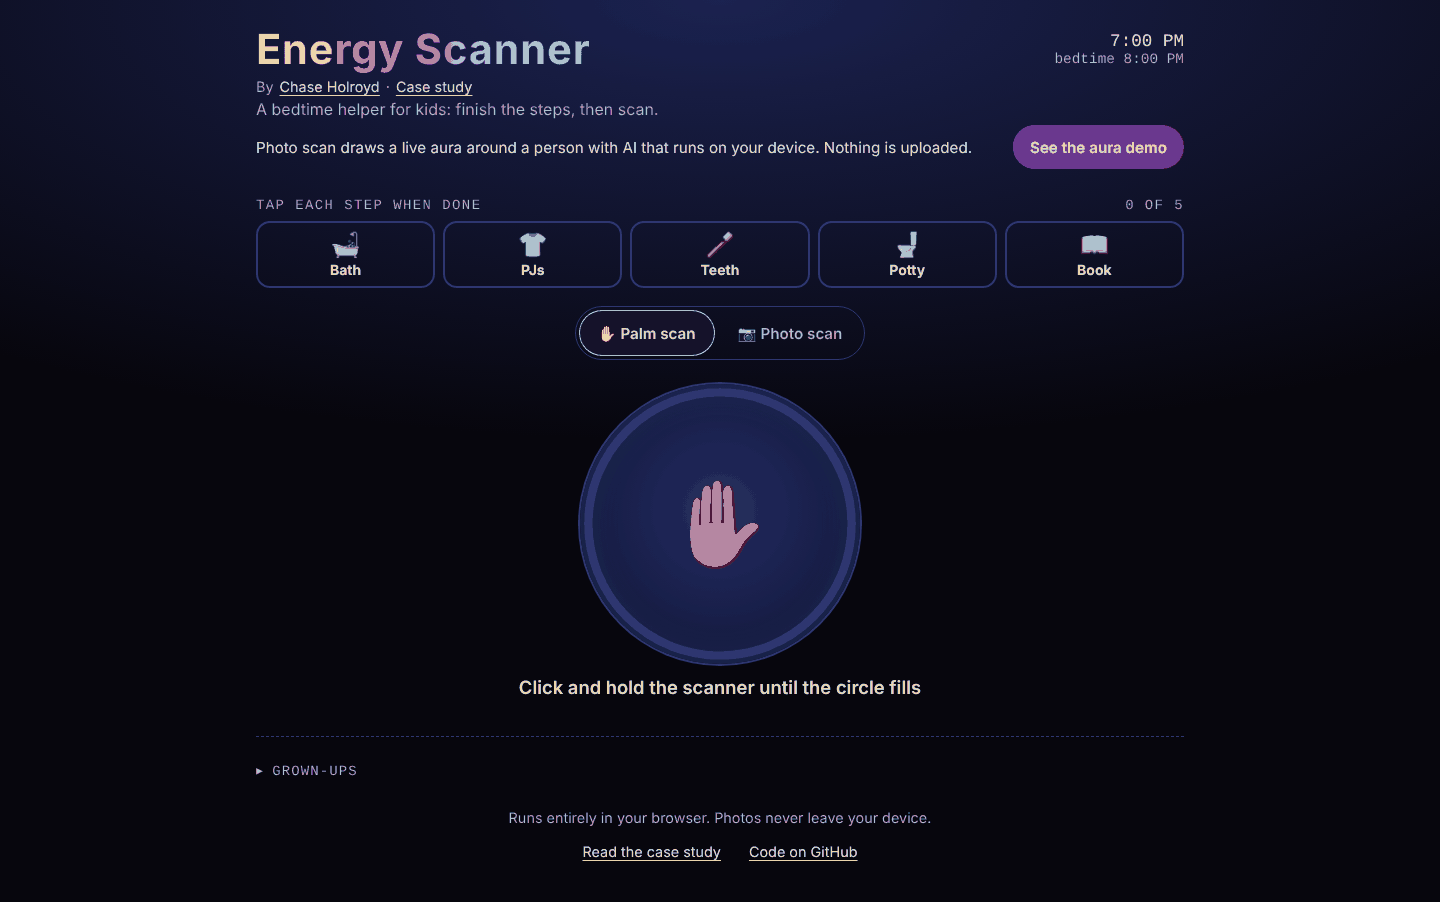 Energy Scanner
7:00 PM
bedtime 8:00 PM
By Chase Holroyd · Case study
A bedtime helper for kids: finish the steps, then scan.
Photo scan draws a live aura around a person with AI that runs on your device. Nothing is uploaded.
See the aura demo
TAP EACH STEP WHEN DONE
0 OF 5
Bath
PJs
Teeth
Potty
Book
Palm scan
Photo scan
Click and hold the scanner until the circle fills
GROWN-UPS
Runs entirely in your browser. Photos never leave your device.
Read the case study
Code on GitHub